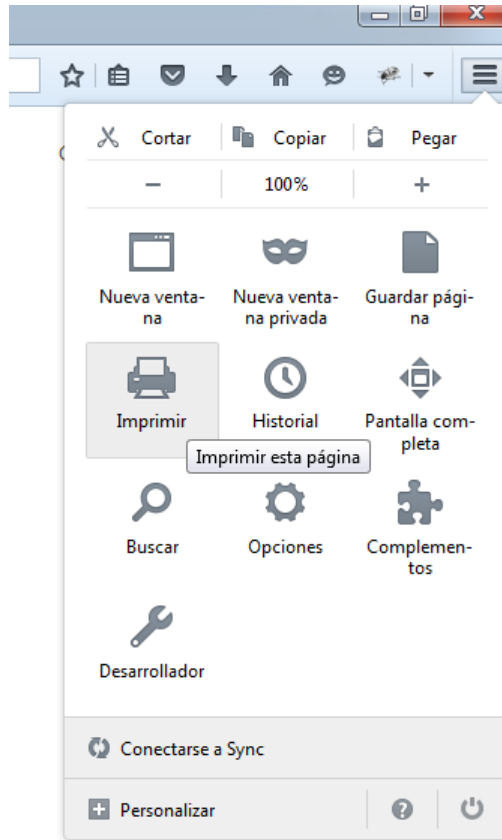 Cortar Copiar Pegar
− 100% +
Nueva venta- Nueva venta- Guardar pági-
na na privada na
Imprimir Historial Pantalla com-
pleta
Imprimir esta página
Buscar Opciones Complemen-
tos
Desarrollador
Conectarse a Sync
Personalizar